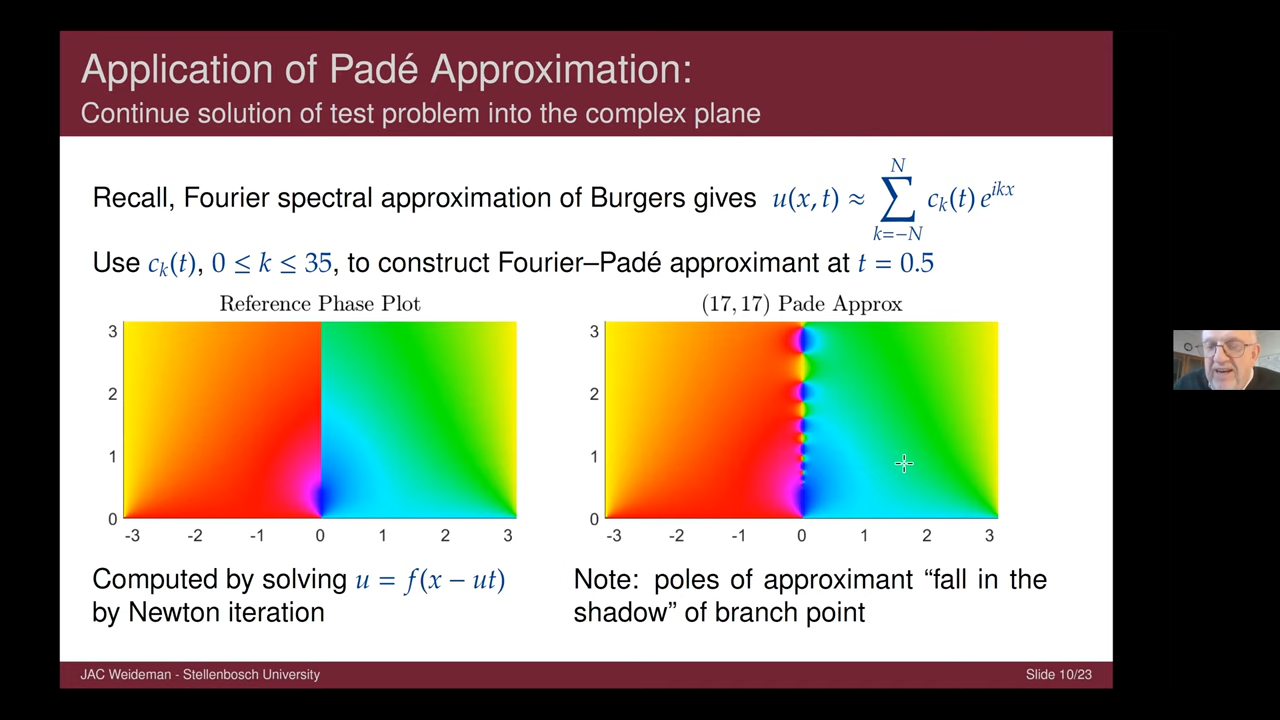 Application of Padé Approximation:
Continue solution of test problem into the complex plane
Recall, Fourier spectral approximation of Burgers gives u(x, t) ≈ ∑_{k=−N}^{N} c_k(t) e^{ikx}
Use c_k(t), 0 ≤ k ≤ 35, to construct Fourier–Padé approximant at t = 0.5
Reference Phase Plot
3
2
1
0
-3 -2 -1 0 1 2 3
(17, 17) Pade Approx
3
2
1
0
-3 -2 -1 0 1 2 3
Computed by solving u = f(x − ut)
by Newton iteration
Note: poles of approximant “fall in the
shadow” of branch point
JAC Weideman - Stellenbosch University
Slide 10/23